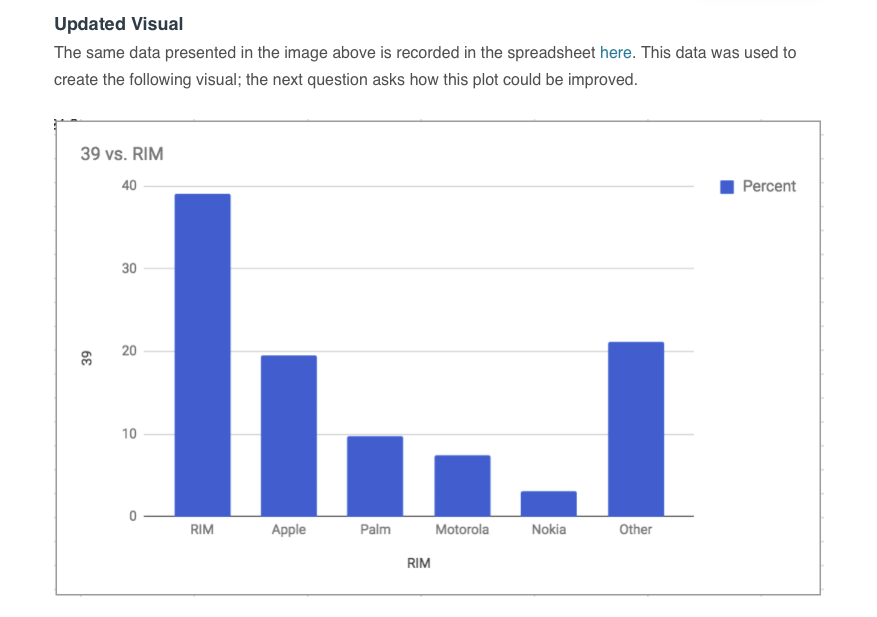 Updated Visual
The same data presented in the image above is recorded in the spreadsheet here. This data was used to
create the following visual; the next question asks how this plot could be improved.
39 vs. RIM
Percent
40
30
20
10
0
39
RIM Apple Palm Motorola Nokia Other
RIM